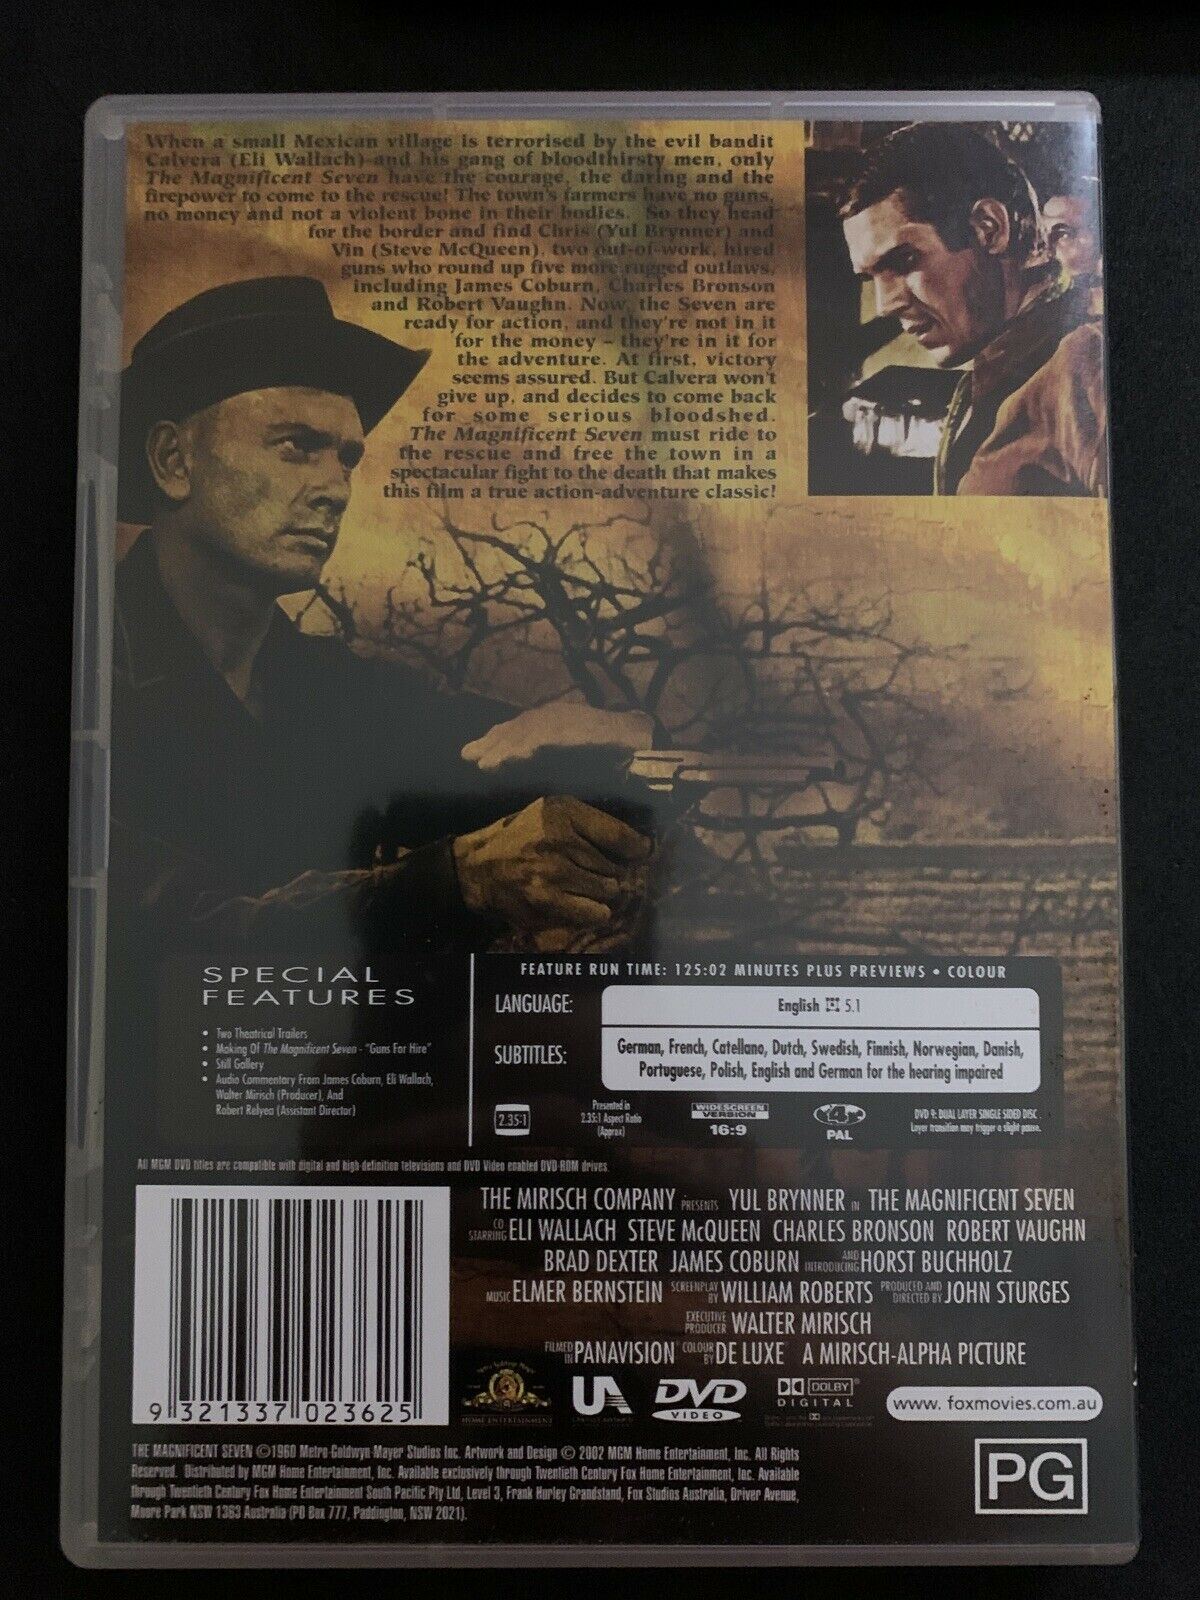 When a small Mexican village is terrorised by the evil bandit
Calvera (Eli Wallach) and his gang of bloodthirsty men, only
The Magnificent Seven have the courage, the daring and the
firepower to come to the rescue! The town's farmers have no guns,
no money and not a violent bone in their bodies. So they head
for the border and find Chris (Yul Brynner) and
Vin (Steve McQueen), two out-of-work, hired
guns who round up five more rugged outlaws,
including James Coburn, Charles Bronson
and Robert Vaughn. Now, the Seven are
ready for action, and they're not in it
for the money – they're in it for
the adventure. At first, victory
seems assured. But Calvera won't
give up, and decides to come back
for some serious bloodshed.
The Magnificent Seven must ride to
the rescue and free the town in a
spectacular fight to the death that makes
this film a true action-adventure classic!
SPECIAL
FEATURES
• Two Theatrical Trailers
• Making Of The Magnificent Seven - "Guns For Hire"
• Still Gallery
• Audio Commentary From James Coburn, Eli Wallach,
Walter Mirisch (Producer), And
Robert Relyea (Assistant Director)
FEATURE RUN TIME: 125:02 MINUTES PLUS PREVIEWS • COLOUR
LANGUAGE:
English 5.1
SUBTITLES:
German, French, Catellano, Dutch, Swedish, Finnish, Norwegian, Danish,
Portuguese, Polish, English and German for the hearing impaired
2.35:1
Presented in
2.35:1 Aspect Ratio
(Approx)
WIDESCREEN
VERSION
16:9
4
PAL
DVD 9: DUAL LAYER SINGLE SIDED DISC.
Layer transition may trigger a slight pause.
All MGM DVD titles are compatible with digital and high-definition televisions and DVD Video enabled DVD-ROM drives.
THE MIRISCH COMPANY PRESENTS YUL BRYNNER IN THE MAGNIFICENT SEVEN
CO STARRING ELI WALLACH STEVE McQUEEN CHARLES BRONSON ROBERT VAUGHN
BRAD DEXTER JAMES COBURN AND INTRODUCING HORST BUCHHOLZ
MUSIC ELMER BERNSTEIN SCREENPLAY BY WILLIAM ROBERTS PRODUCED AND DIRECTED BY JOHN STURGES
EXECUTIVE PRODUCER WALTER MIRISCH
FILMED IN PANAVISION® COLOUR BY DE LUXE® A MIRISCH-ALPHA PICTURE
9 321337 023625
Metro Goldwyn Mayer
HOME ENTERTAINMENT
UA
DVD
VIDEO
DOLBY
DIGITAL
www.foxmovies.com.au
THE MAGNIFICENT SEVEN ©1960 Metro-Goldwyn-Mayer Studios Inc. Artwork and Design © 2002 MGM Home Entertainment, Inc. All Rights
Reserved. Distributed by MGM Home Entertainment, Inc. Available exclusively through Twentieth Century Fox Home Entertainment, Inc. Available
through Twentieth Century Fox Home Entertainment South Pacific Pty Ltd, Level 3, Frank Hurley Grandstand, Fox Studios Australia, Driver Avenue,
Moore Park NSW 1363 Australia (PO Box 777, Paddington, NSW 2021).
PG